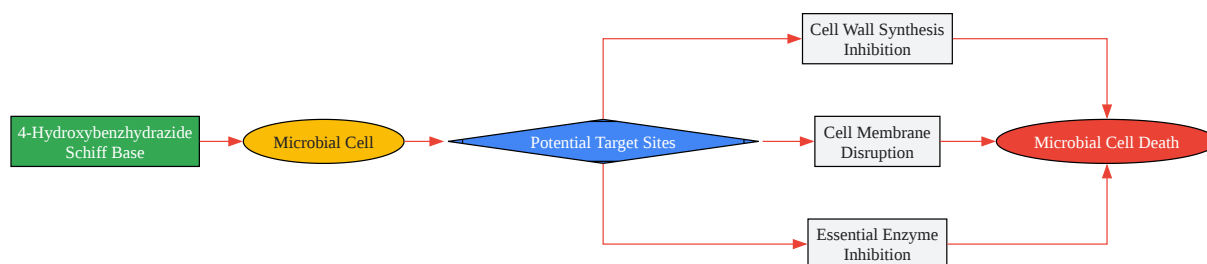 4-Hydroxybenzhydrazide
Schiff Base
Microbial Cell
Potential Target Sites
Cell Wall Synthesis
Inhibition
Cell Membrane
Disruption
Essential Enzyme
Inhibition
Microbial Cell Death